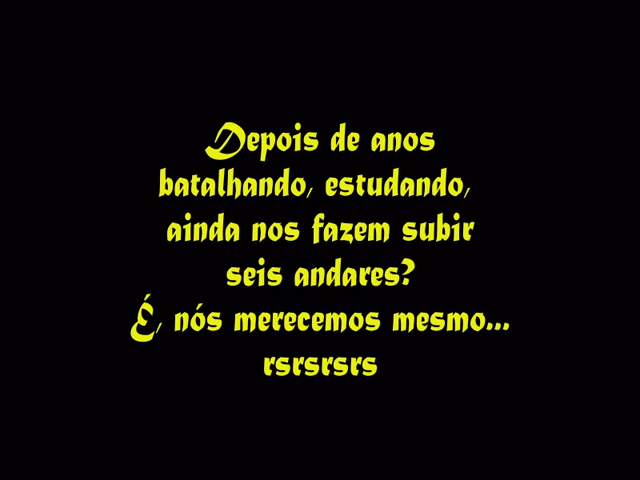 Depois de anos
batalhando, estudando,
ainda nos fazem subir
seis andares?
É, nós merecemos mesmo...
rsrsrsrs